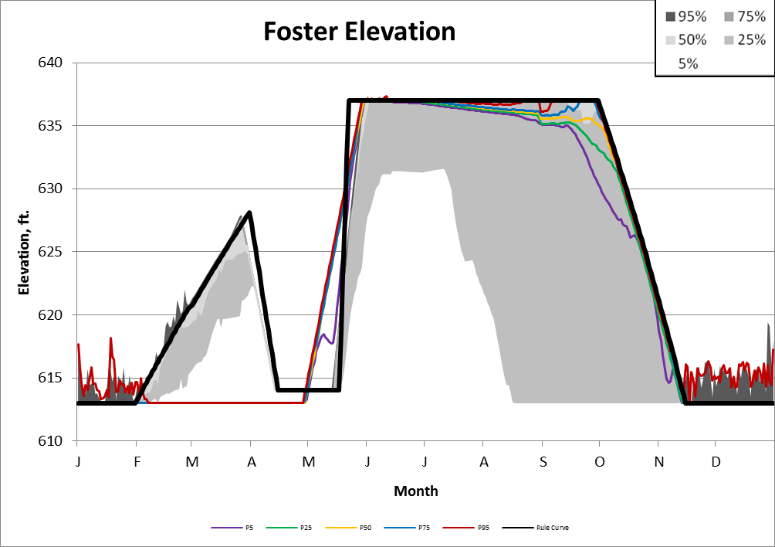 Foster Elevation
95% 75%
50% 25%
5%
640
635
630
625
620
615
610
Elevation, ft.
J F M A M J J A S O N D
Month
P5 P25 P50 P75 P95 Rule Curve